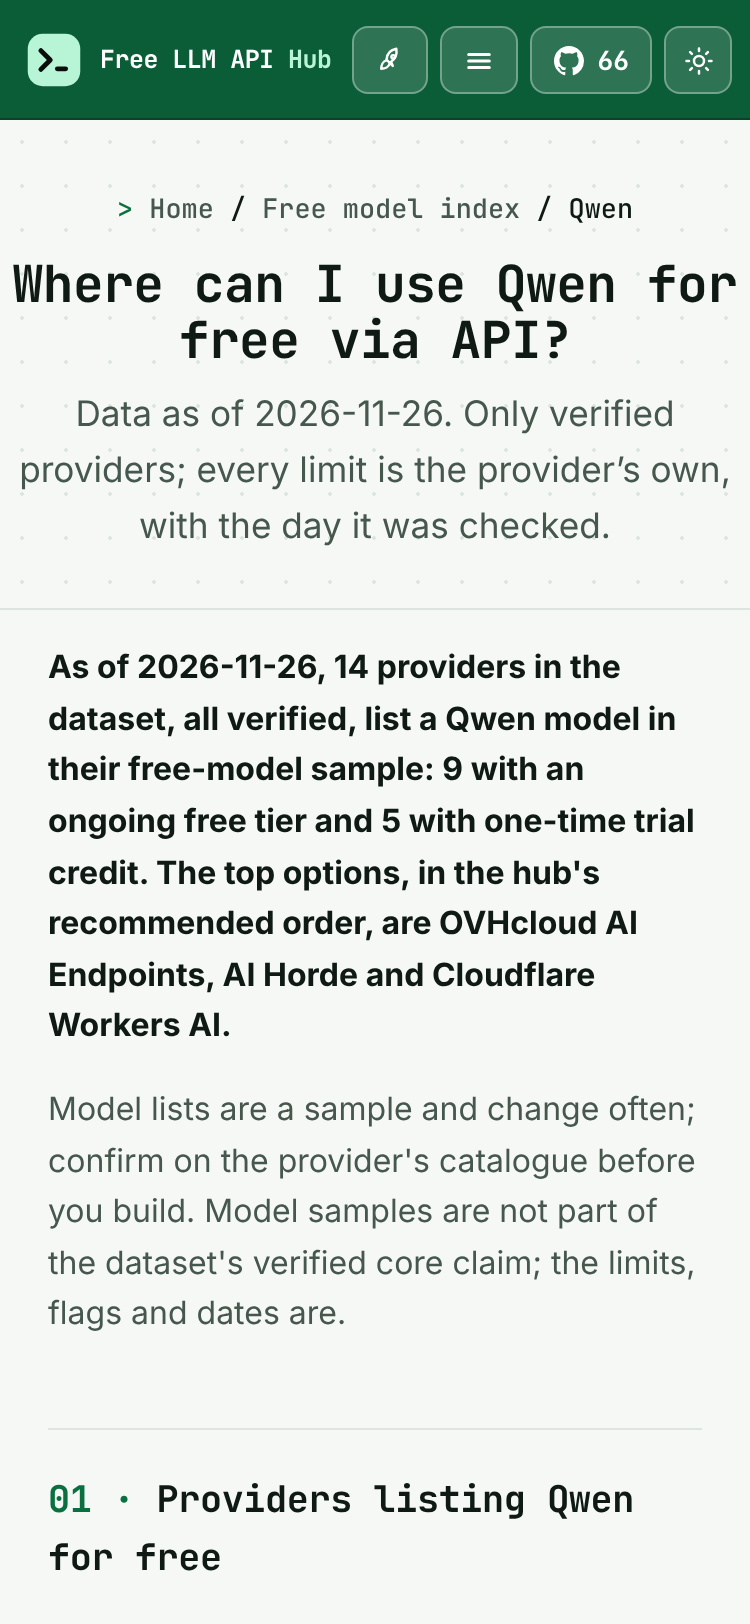 Free LLM API Hub
66
> Home / Free model index / Qwen
Where can I use Qwen for
free via API?
Data as of 2026-11-26. Only verified
providers; every limit is the provider’s own,
with the day it was checked.
As of 2026-11-26, 14 providers in the
dataset, all verified, list a Qwen model in
their free-model sample: 9 with an
ongoing free tier and 5 with one-time trial
credit. The top options, in the hub's
recommended order, are OVHcloud AI
Endpoints, AI Horde and Cloudflare
Workers AI.
Model lists are a sample and change often;
confirm on the provider's catalogue before
you build. Model samples are not part of
the dataset's verified core claim; the limits,
flags and dates are.
01 · Providers listing Qwen
for free